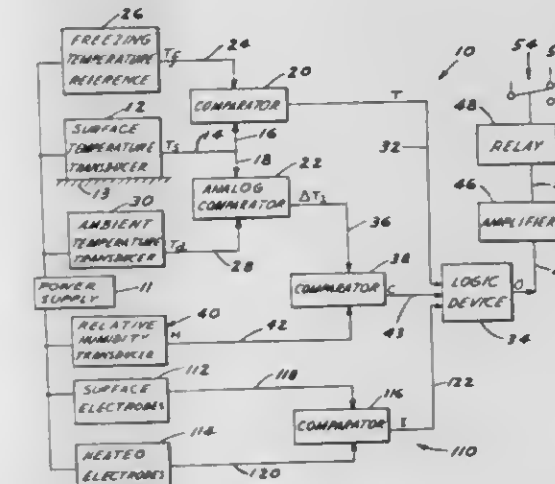 26
FREEZING
TEMPERATURE
REFERENCE
Tf
24
20
COMPARATOR
T
10
54
12
SURFACE
TEMPERATURE
TRANSDUCER
Ts
14
16
18
13
22
ANALOG
COMPARATOR
ΔTs
32
48
RELAY
46
AMPLIFIER
30
AMBIENT
TEMPERATURE
TRANSDUCER
Ta
28
36
38
COMPARATOR
C
43
LOGIC
DEVICE
O
34
POWER
SUPPLY
11
RELATIVE
HUMIDITY
TRANSDUCER
40
H
42
112
SURFACE
ELECTRODES
118
116
COMPARATOR
I
122
110
114
HEATED
ELECTRODES
120